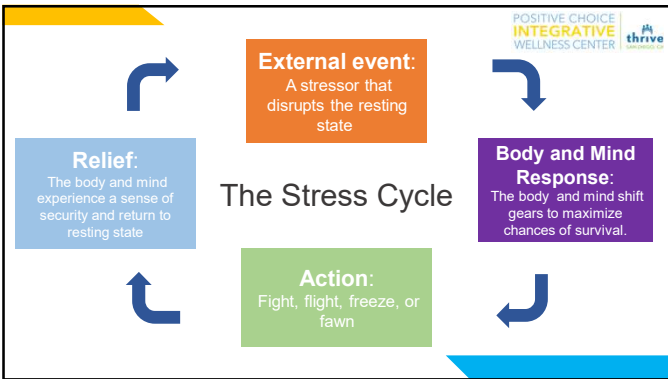 POSITIVE CHOICE
INTEGRATIVE
WELLNESS CENTER
thrive
External event:
A stressor that
disrupts the resting
state
Body and Mind
Response:
The body and mind shift
gears to maximize
chances of survival.
The Stress Cycle
Relief:
The body and mind
experience a sense of
security and return to
resting state
Action:
Fight, flight, freeze, or
fawn